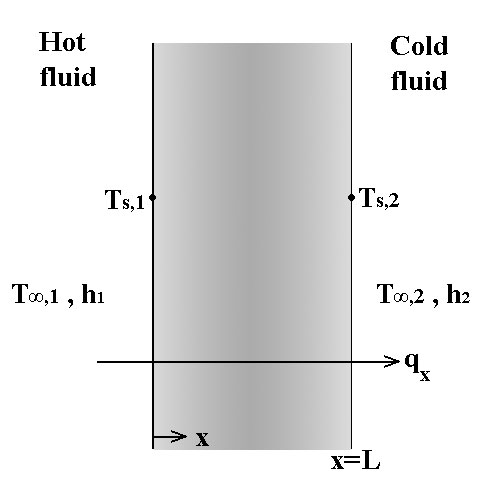 Hot
fluid
Cold
fluid
Ts,1
Ts,2
T∞,1 , h1
T∞,2 , h2
qx
x
x=L